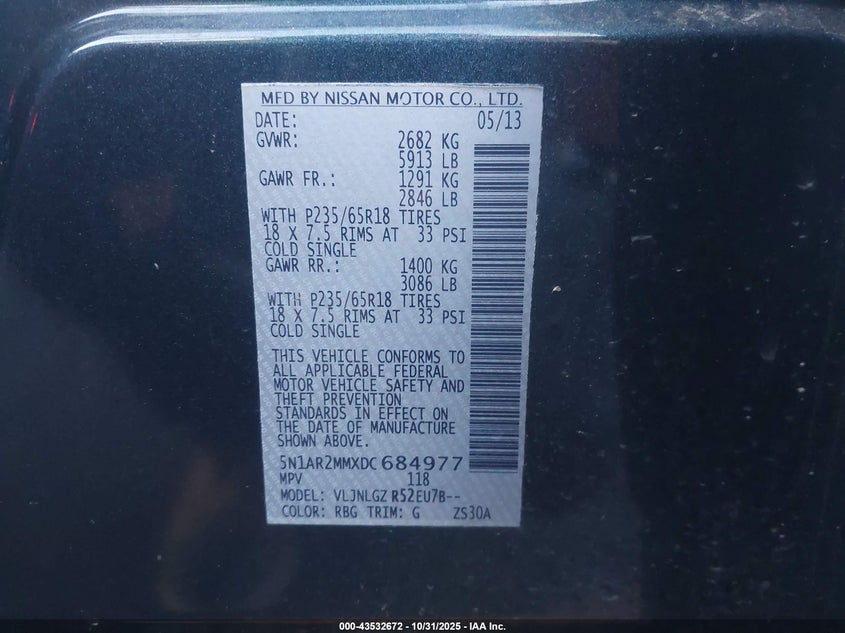 MFD BY NISSAN MOTOR CO., LTD.
DATE: 05/13
GVWR: 2682 KG
5913 LB
GAWR FR.: 1291 KG
2846 LB
WITH P235/65R18 TIRES
18 X 7.5 RIMS AT 33 PSI
COLD SINGLE
GAWR RR.: 1400 KG
3086 LB
WITH P235/65R18 TIRES
18 X 7.5 RIMS AT 33 PSI
COLD SINGLE
THIS VEHICLE CONFORMS TO
ALL APPLICABLE FEDERAL
MOTOR VEHICLE SAFETY AND
THEFT PREVENTION
STANDARDS IN EFFECT ON
THE DATE OF MANUFACTURE
SHOWN ABOVE.
5N1AR2MMXDC684977
MPV 118
MODEL: VLJNLGZ R52EU7B--
COLOR: RBG TRIM: G ZS30A
000-43532672 - 10/31/2025 - IAA Inc.